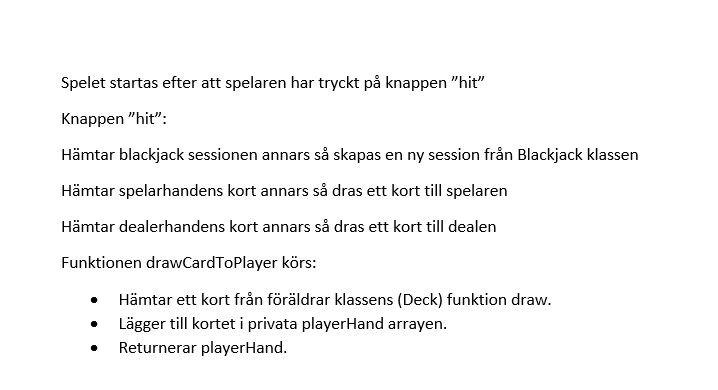 Spelet startas efter att spelaren har tryckt på knappen ”hit”
Knappen ”hit”:
Hämtar blackjack sessionen annars så skapas en ny session från Blackjack klassen
Hämtar spelarhandens kort annars så dras ett kort till spelaren
Hämtar dealerhandens kort annars så dras ett kort till dealen
Funktionen drawCardToPlayer körs:
• Hämtar ett kort från föräldrar klassens (Deck) funktion draw.
• Lägger till kortet i privata playerHand arrayen.
• Returnerar playerHand.